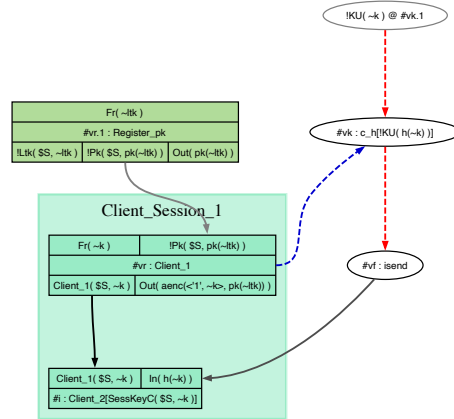 !KU( ~k ) @ #vk.1
Fr( ~ltk )
#vr.1 : Register_pk
!Ltk( $S, ~ltk ) !Pk( $S, pk(~ltk) ) Out( pk(~ltk) )
#vk : c_h[!KU( h(~k) )]
Client_Session_1
Fr( ~k ) !Pk( $S, pk(~ltk) )
#vr : Client_1
Client_1( $S, ~k ) Out( aenc(<'1', ~k>, pk(~ltk)) )
#vf : isend
Client_1( $S, ~k ) In( h(~k) )
#i : Client_2[SessKeyC( $S, ~k )]